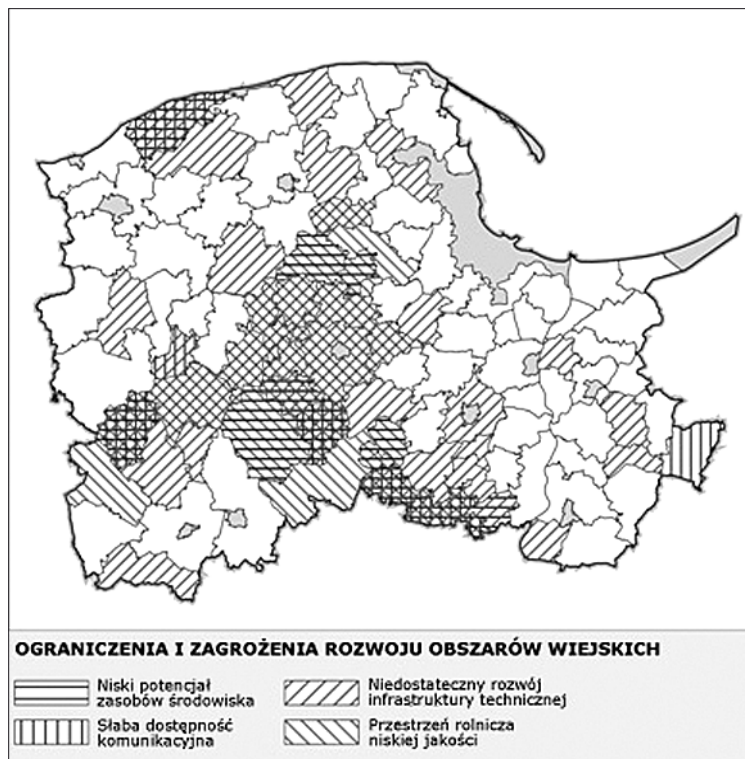 OGRANICZENIA I ZAGROŻENIA ROZWOJU OBSZARÓW WIEJSKICH
Niski potencjał
zasobów środowiska
Niedostateczny rozwój
infrastruktury technicznej
Słaba dostępność
komunikacyjna
Przestrzeń rolnicza
niskiej jakości